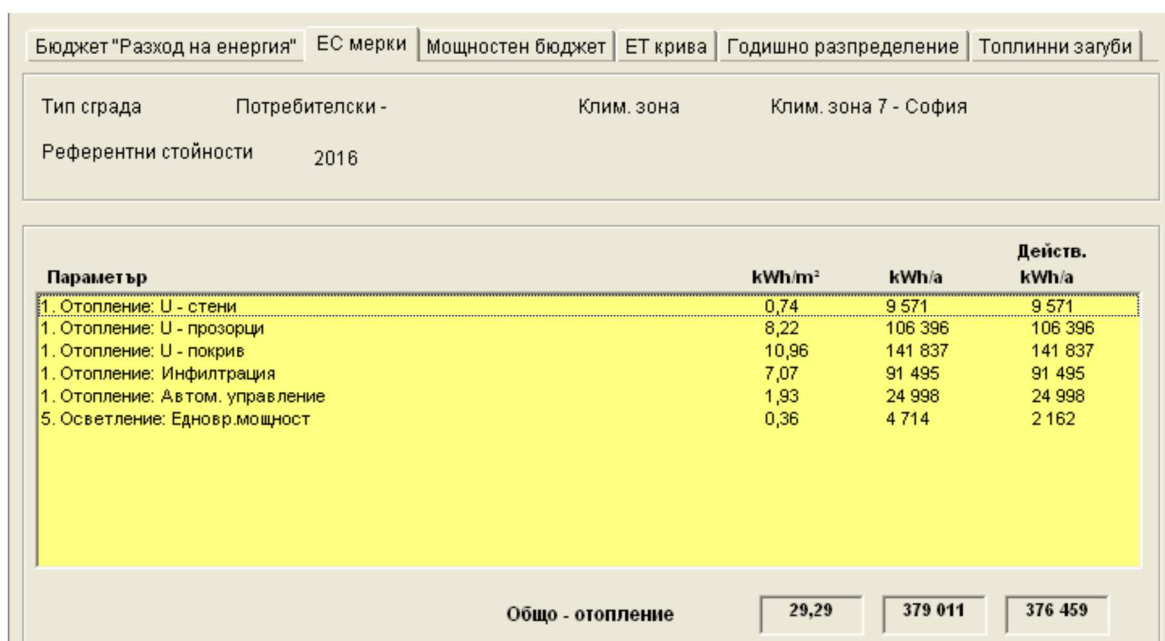 Бюджет "Разход на енергия" ЕС мерки Мощностен бюджет ЕТ крива Годишно разпределение Топлинни загуби
Тип сграда Потребителски - Клим. зона Клим. зона 7 - София
Референтни стойности 2016
Действ.
Параметър kWh/m² kWh/a kWh/a
1. Отопление: U - стени 0,74 9 571 9 571
1. Отопление: U - прозорци 8,22 106 396 106 396
1. Отопление: U - покрив 10,96 141 837 141 837
1. Отопление: Инфилтрация 7,07 91 495 91 495
1. Отопление: Автом. управление 1,93 24 998 24 998
5. Осветление: Едновр.мощност 0,36 4 714 2 162
Общо - отопление 29,29 379 011 376 459